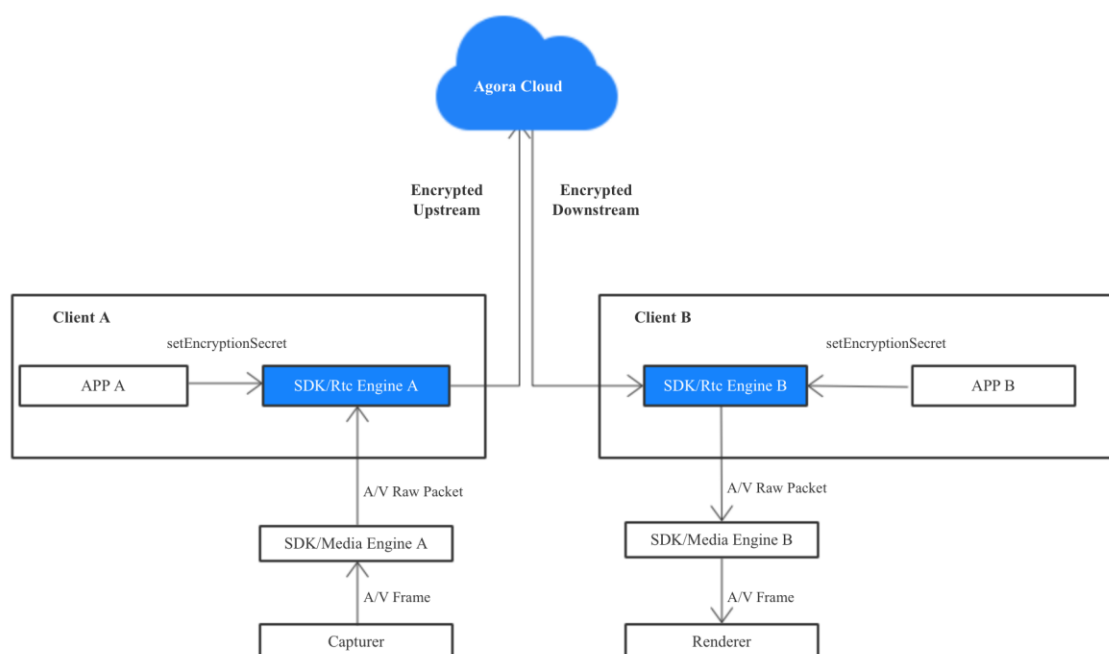 Agora Cloud
Encrypted
Upstream
Encrypted
Downstream
Client A
setEncryptionSecret
APP A
SDK/Rtc Engine A
A/V Raw Packet
SDK/Media Engine A
A/V Frame
Capturer
Client B
setEncryptionSecret
SDK/Rtc Engine B
APP B
A/V Raw Packet
SDK/Media Engine B
A/V Frame
Renderer